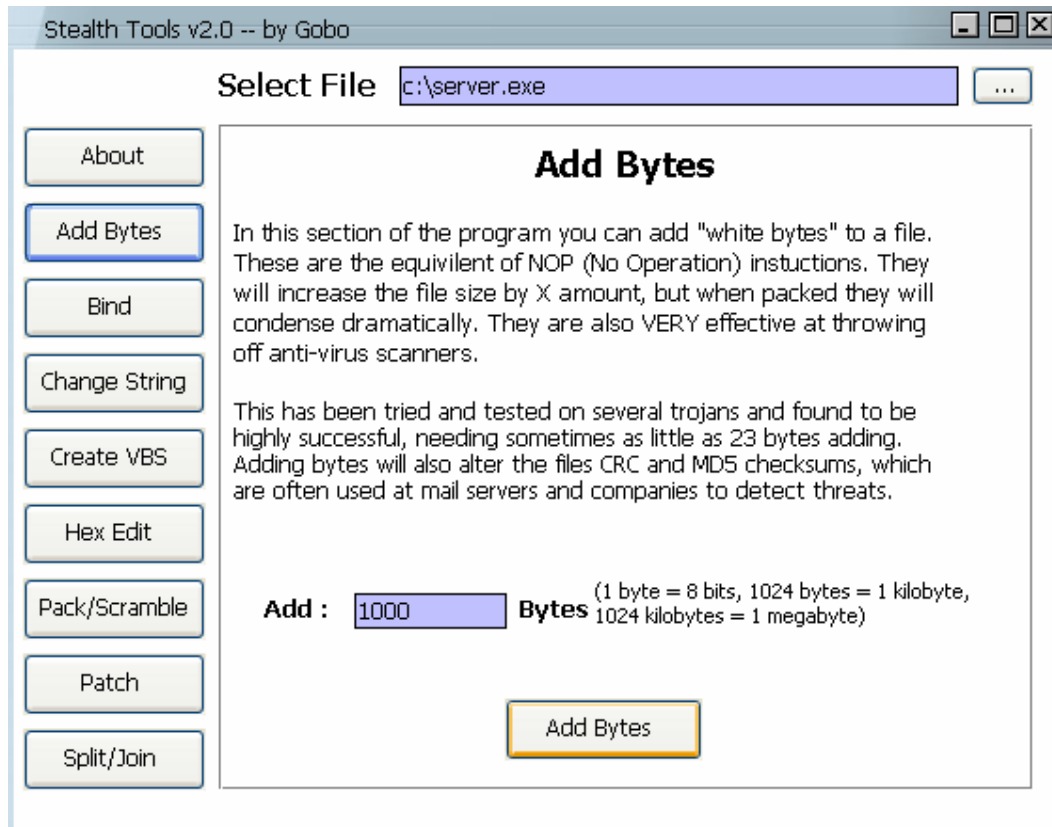 Stealth Tools v2.0 -- by Gobo
Select File c:\server.exe ...
About
Add Bytes
Bind
Change String
Create VBS
Hex Edit
Pack/Scramble
Patch
Split/Join
Add Bytes
In this section of the program you can add "white bytes" to a file.
These are the equivilent of NOP (No Operation) instuctions. They
will increase the file size by X amount, but when packed they will
condense dramatically. They are also VERY effective at throwing
off anti-virus scanners.
This has been tried and tested on several trojans and found to be
highly successful, needing sometimes as little as 23 bytes adding.
Adding bytes will also alter the files CRC and MD5 checksums, which
are often used at mail servers and companies to detect threats.
Add : 1000 Bytes (1 byte = 8 bits, 1024 bytes = 1 kilobyte,
1024 kilobytes = 1 megabyte)
Add Bytes